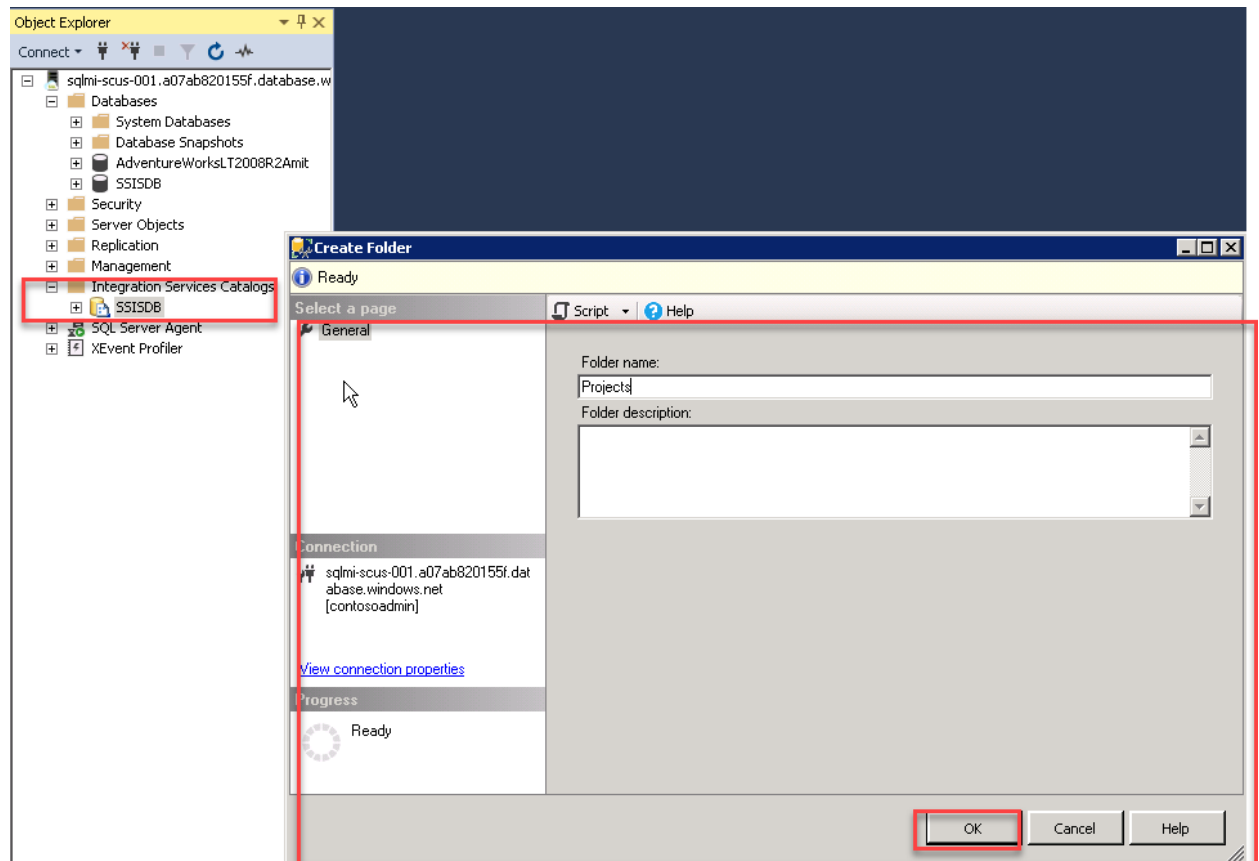 Object Explorer
Connect
sqlmi-scus-001.a07ab820155f.database.w
Databases
System Databases
Database Snapshots
AdventureWorksLT2008R2Amit
SSISDB
Security
Server Objects
Replication
Management
Integration Services Catalogs
SSISDB
SQL Server Agent
XEvent Profiler
Create Folder
Ready
Select a page
General
Script
Help
Folder name:
Projects
Folder description:
Connection
sqlmi-scus-001.a07ab820155f.dat
abase.windows.net
[contosoadmin]
View connection properties
Progress
Ready
OK
Cancel
Help